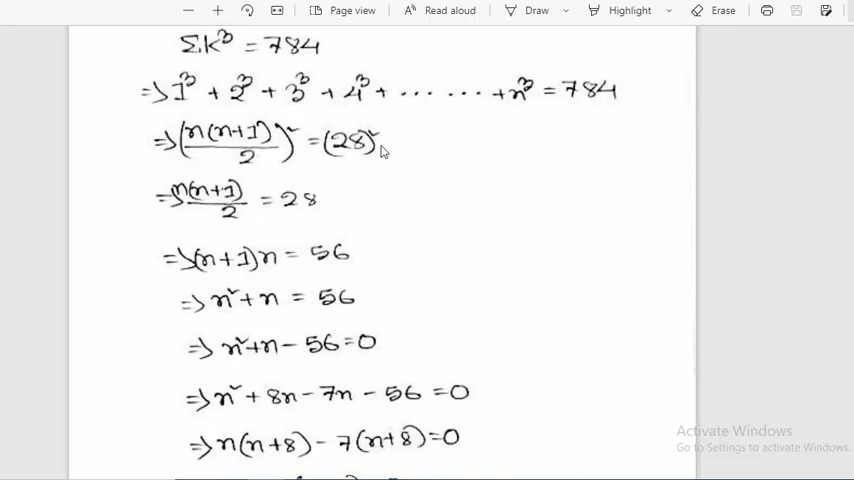 Page view
Read aloud
Draw
Highlight
Erase
Σk³ = 784
=> 1³ + 2³ + 3³ + 4³ + ... ... + n³ = 784
=> (n(n+1)/2)² = (28)²
=> n(n+1)/2 = 28
=> (n+1)n = 56
=> n² + n = 56
=> n² + n - 56 = 0
=> n² + 8n - 7n - 56 = 0
=> n(n+8) - 7(n+8) = 0
Activate Windows
Go to Settings to activate Windows.